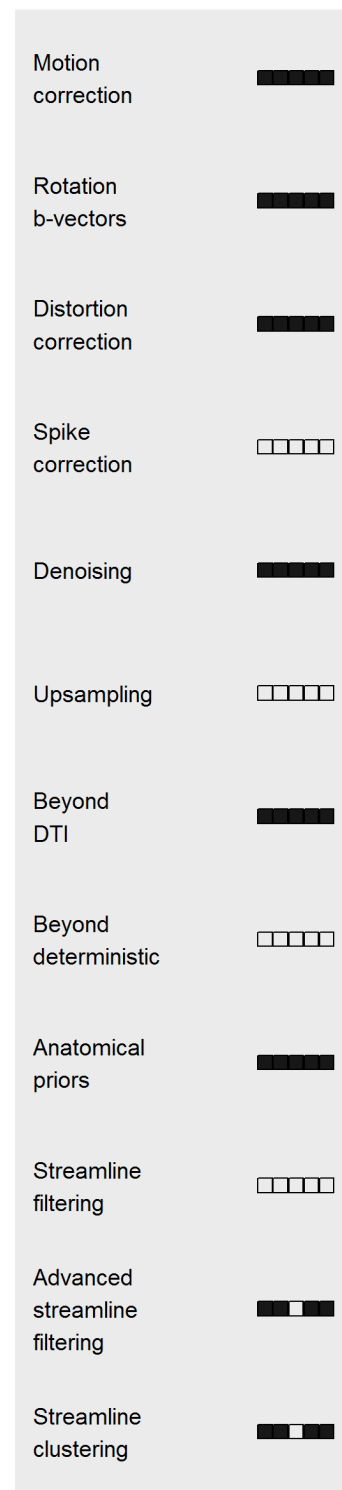 Motion
correction
Rotation
b-vectors
Distortion
correction
Spike
correction
Denoising
Upsampling
Beyond
DTI
Beyond
deterministic
Anatomical
priors
Streamline
filtering
Advanced
streamline
filtering
Streamline
clustering